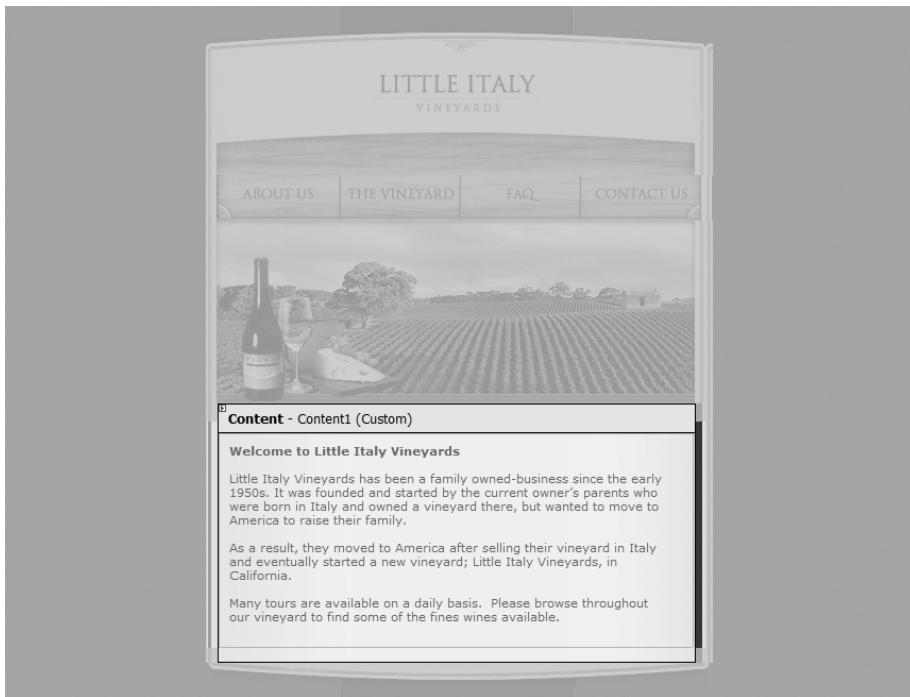 LITTLE ITALY
VINEYARDS
ABOUT US THE VINEYARD FAQ CONTACT US
Content - Content1 (Custom)
Welcome to Little Italy Vineyards
Little Italy Vineyards has been a family owned-business since the early
1950s. It was founded and started by the current owner’s parents who
were born in Italy and owned a vineyard there, but wanted to move to
America to raise their family.
As a result, they moved to America after selling their vineyard in Italy
and eventually started a new vineyard; Little Italy Vineyards, in
California.
Many tours are available on a daily basis.  Please browse throughout
our vineyard to find some of the fines wines available.